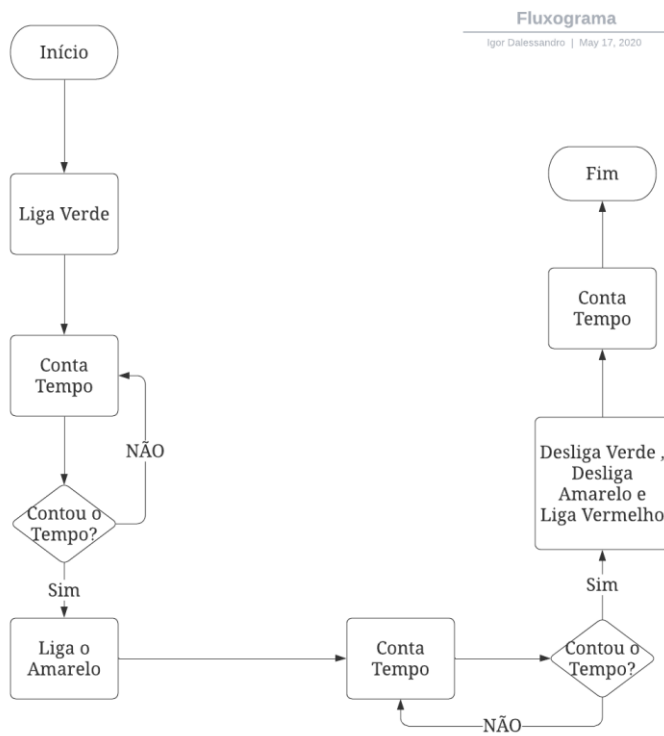 Fluxograma
Igor Dalessandro | May 17, 2020
Início
Liga Verde
Conta
Tempo
NÃO
Contou o
Tempo?
Sim
Liga o
Amarelo
Conta
Tempo
Contou o
Tempo?
NÃO
Sim
Desliga Verde ,
Desliga
Amarelo e
Liga Vermelho
Conta
Tempo
Fim